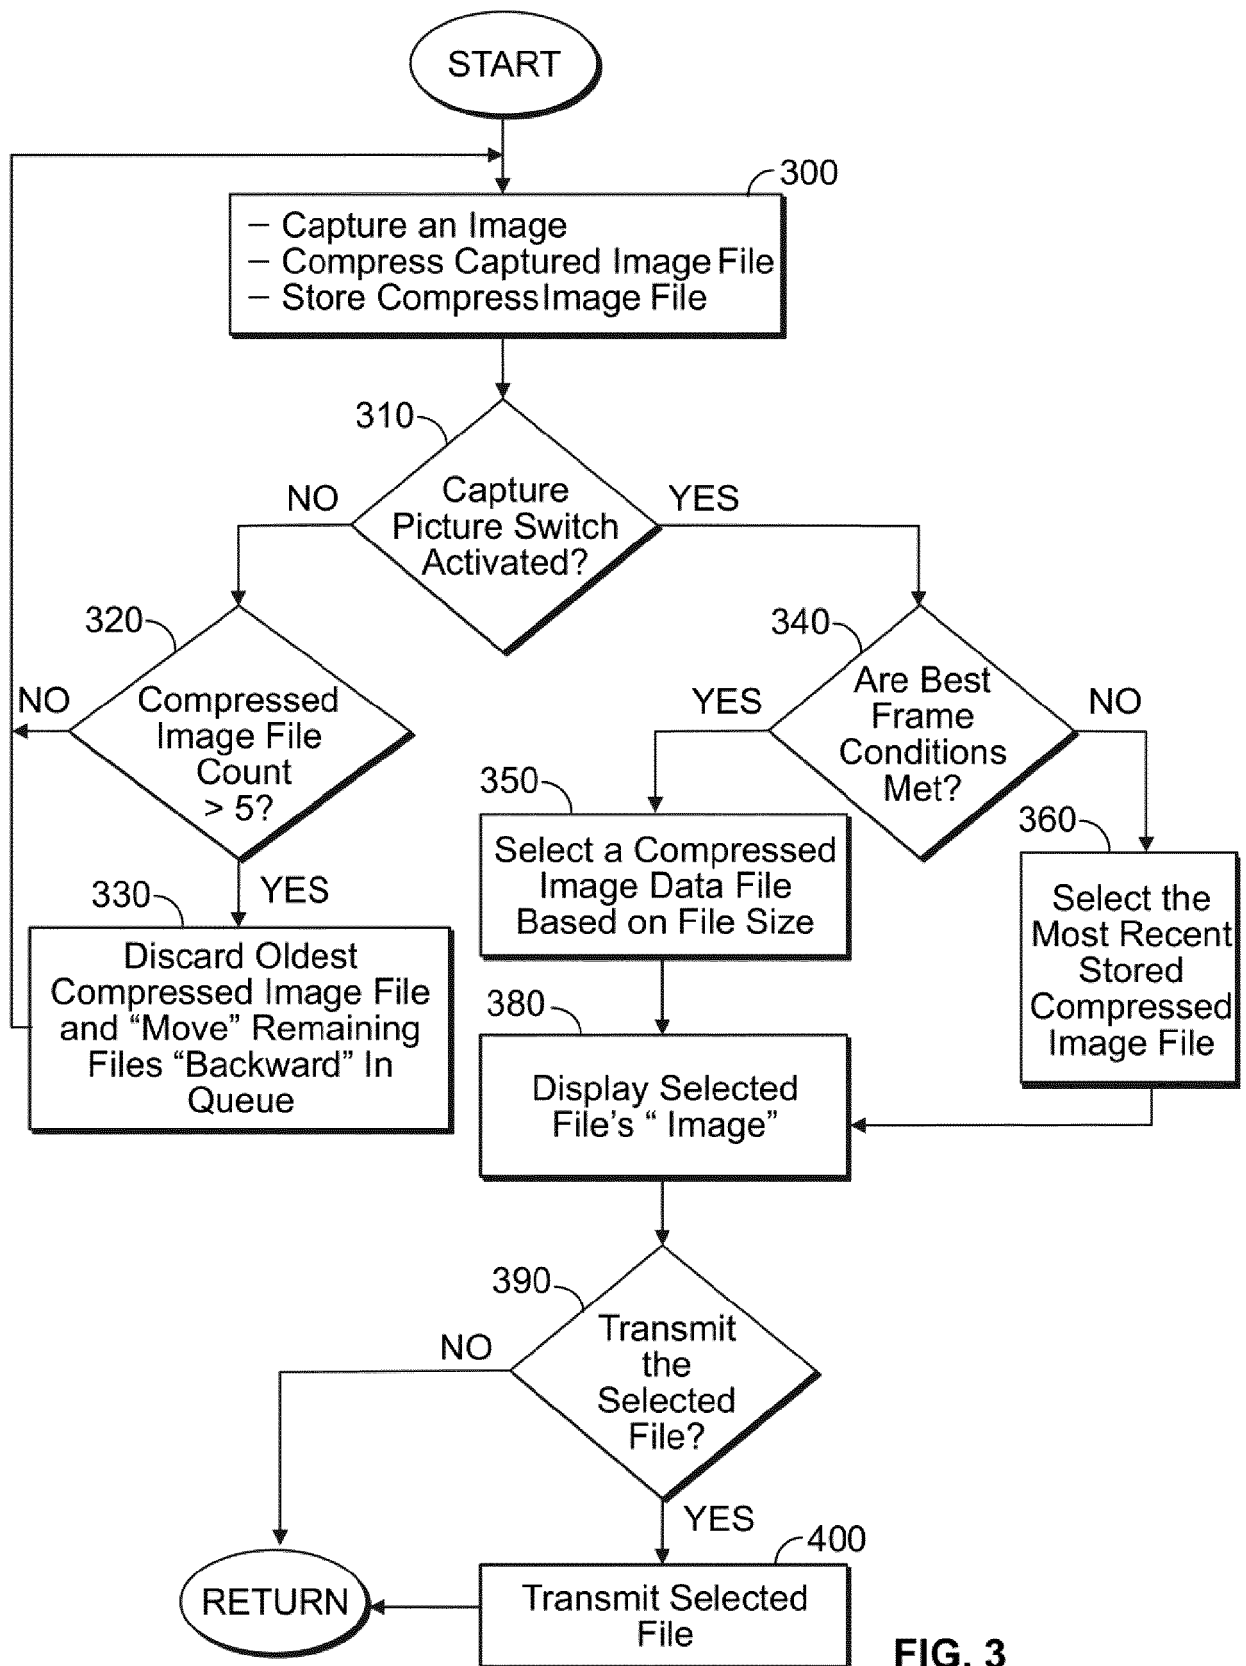 START
300
– Capture an Image
– Compress Captured Image File
– Store Compress Image File
310
Capture
Picture Switch
Activated?
NO
YES
320
Compressed
Image File
Count
> 5?
NO
YES
330
Discard Oldest
Compressed Image File
and “Move” Remaining
Files “Backward” In
Queue
340
Are Best
Frame
Conditions
Met?
YES
NO
350
Select a Compressed
Image Data File
Based on File Size
360
Select the
Most Recent
Stored
Compressed
Image File
380
Display Selected
File’s “ Image”
390
Transmit
the
Selected
File?
NO
YES
400
Transmit Selected
File
RETURN
FIG. 3